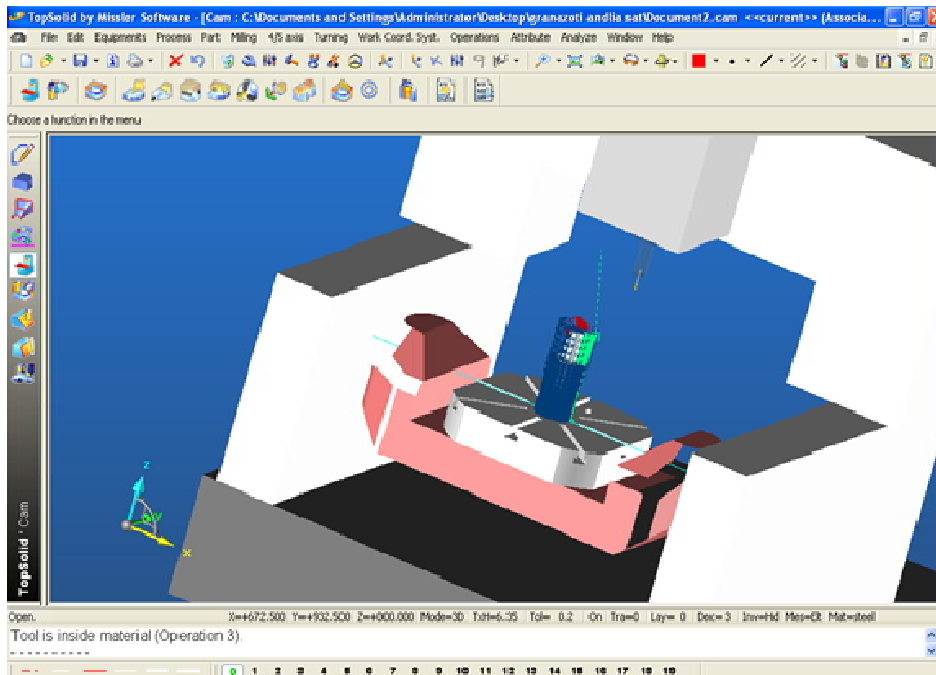 TopSolid by Missler Software - [Cam : C:\Documents and Settings\Administrator\Desktop\granazoti andlia sat\Document2..cam <<current>> (Associa....
File Edit Equipments Process Part Milling 4/5 axis Turning Work Coord. Syst. Operations Attribute Analyze Window Help
Choose a function in the menu
z
Y
X
TopSolid'Cam
Open. X=+672.500 Y=+902.500 Z=+000.000 Mode=3D TxtH=6.35 Tol= 0.2 On Tra=0 Lay= 0 Dec=3 Inv=Hd Mes=Elt Mat=steel
Tool is inside material (Operation 3).
- - - - - - - - - -
0 1 2 3 4 5 6 7 8 9 10 11 12 13 14 15 16 17 18 19